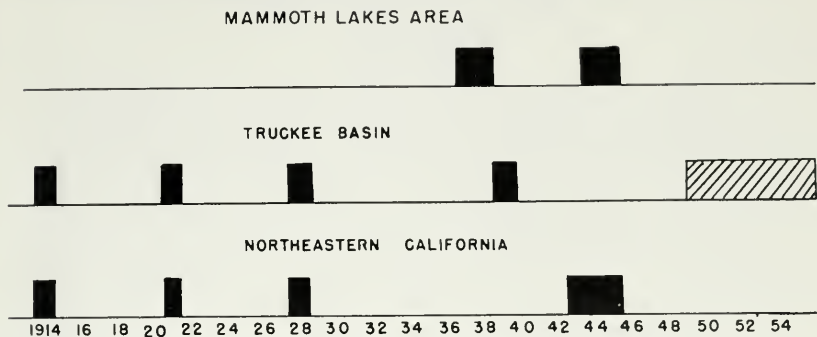 MAMMOTH LAKES AREA
TRUCKEE BASIN
NORTHEASTERN CALIFORNIA
1914 16 18 20 22 24 26 28 30 32 34 36 38 40 42 44 46 48 50 52 54